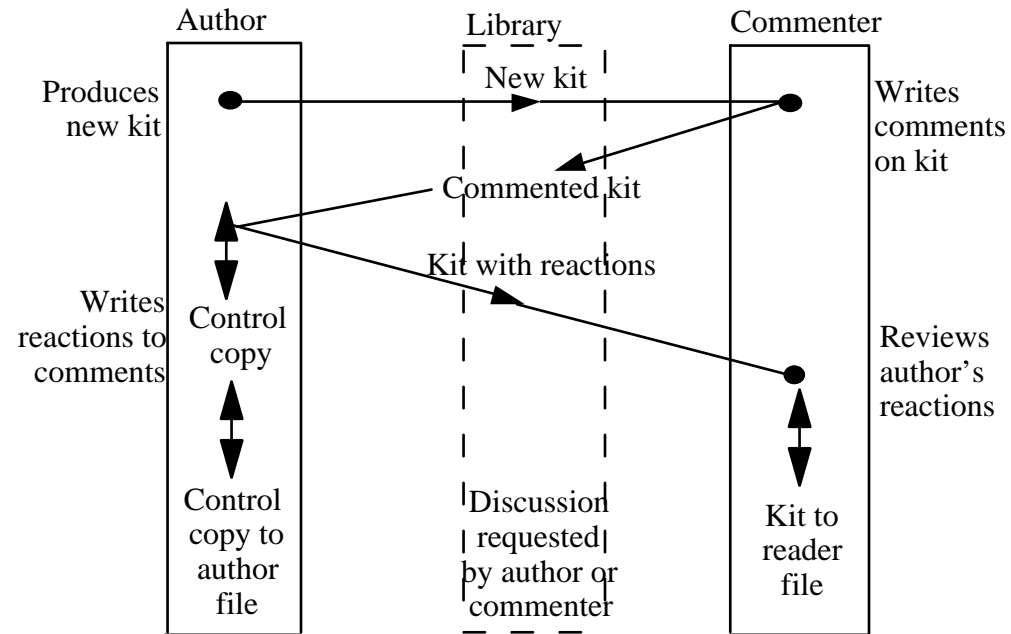 Author
Library
Commenter
Produces
new kit
New kit
Writes
comments
on kit
Commented kit
Kit with reactions
Writes
reactions to
comments
Control
copy
Reviews
author’s
reactions
Control
copy to
author
file
Discussion
requested
by author or
commenter
Kit to
reader
file